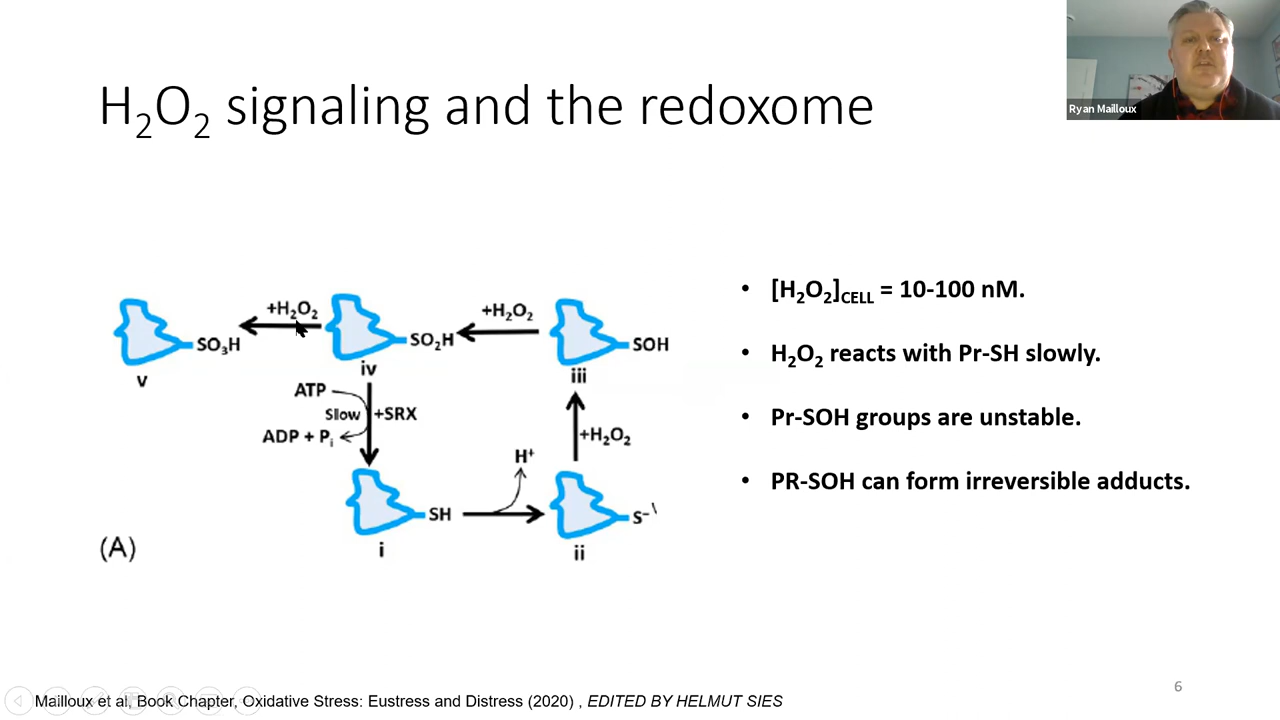 H₂O₂ signaling and the redoxome
Ryan Mailloux
+H₂O₂
+H₂O₂
SO₃H
SO₂H
SOH
v
iv
iii
ATP
Sllow
+SRX
ADP + Pᵢ
+H₂O₂
H⁺
SH
S⁻
i
ii
(A)
• [H₂O₂]CELL = 10-100 nM.
• H₂O₂ reacts with Pr-SH slowly.
• Pr-SOH groups are unstable.
• PR-SOH can form irreversible adducts.
Mailloux et al, Book Chapter, Oxidative Stress: Eustress and Distress (2020) , EDITED BY HELMUT SIES
6